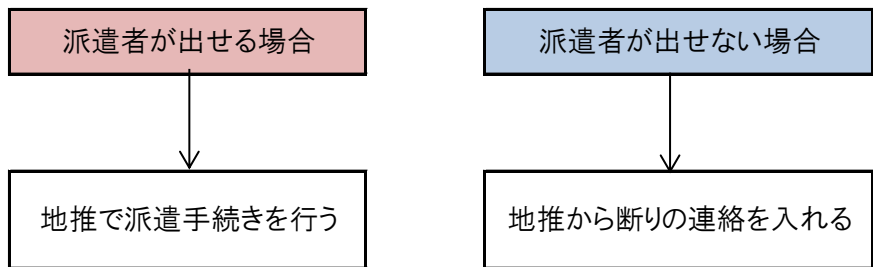 派遣者が出せる場合
派遣者が出せない場合
地推で派遣手続きを行う
地推から断りの連絡を入れる